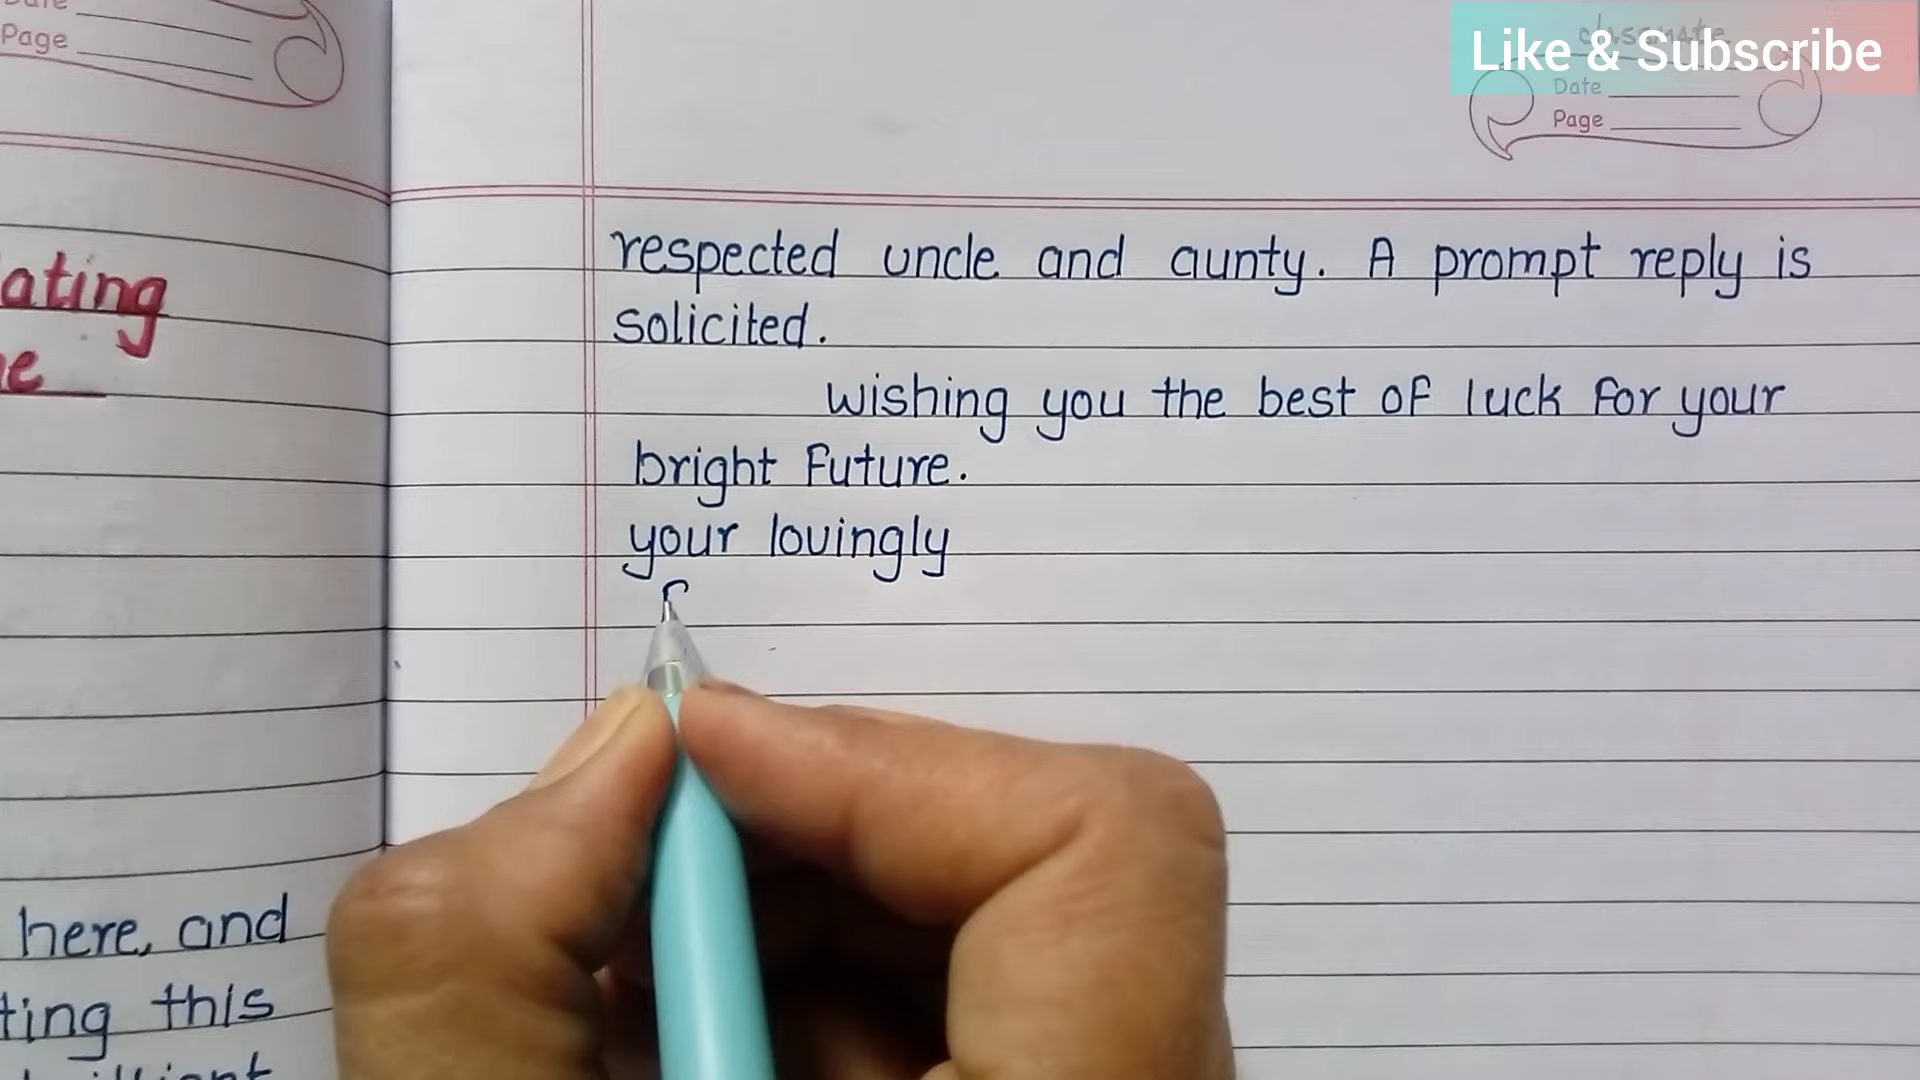 Page
ating
e
here, and
ting this
Like & Subscribe
classmate
Date
Page
respected uncle and aunty. A prompt reply is
solicited.
wishing you the best of luck for your
bright Future.
your lovingly